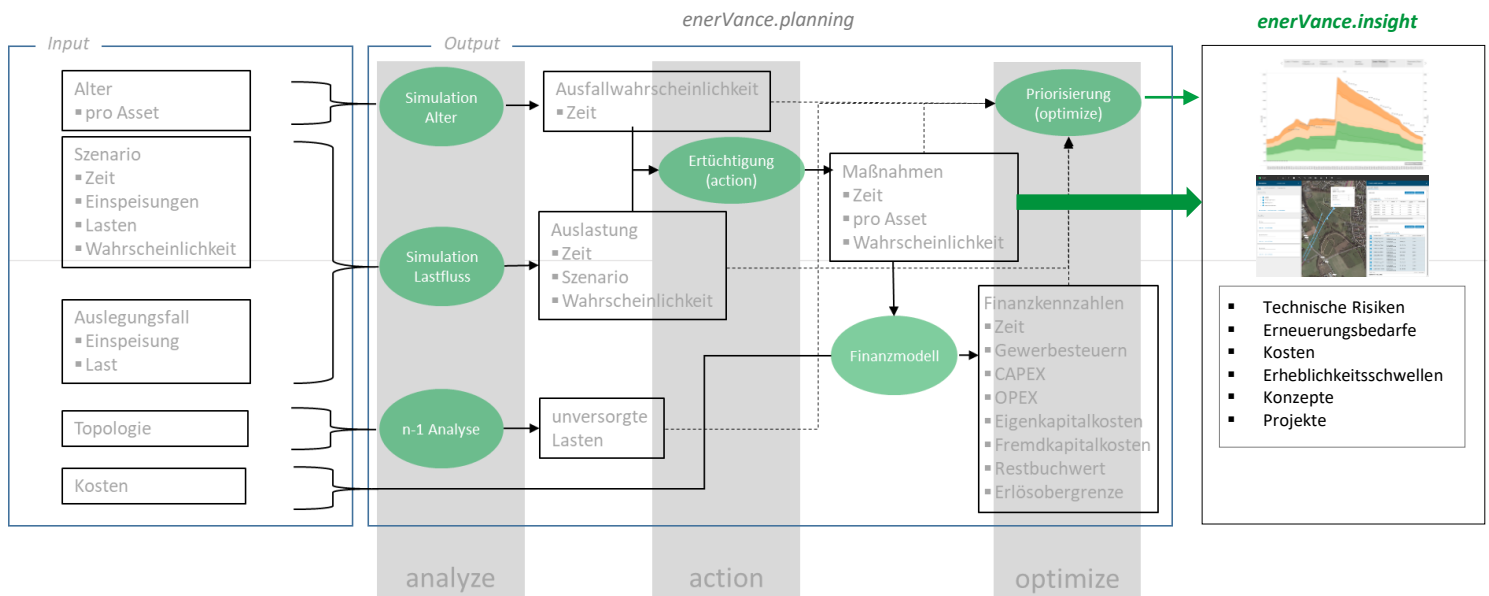 enerVance.planning
enerVance.insight
Input
Output
Alter
▪ pro Asset
Szenario
▪ Zeit
▪ Einspeisungen
▪ Lasten
▪ Wahrscheinlichkeit
Auslegungsfall
▪ Einspeisung
▪ Last
Topologie
Kosten
Simulation
Alter
Simulation
Lastfluss
n-1 Analyse
Ausfallwahrscheinlichkeit
▪ Zeit
Auslastung
▪ Zeit
▪ Szenario
▪ Wahrscheinlichkeit
unversorgte
Lasten
Ertüchtigung
(action)
Maßnahmen
▪ Zeit
▪ pro Asset
▪ Wahrscheinlichkeit
Finanzmodell
Priorisierung
(optimize)
Finanzkennzahlen
▪ Zeit
▪ Gewerbesteuern
▪ CAPEX
▪ OPEX
▪ Eigenkapitalkosten
▪ Fremdkapitalkosten
▪ Restbuchwert
▪ Erlösobergrenze
▪ Technische Risiken
▪ Erneuerungsbedarfe
▪ Kosten
▪ Erheblichkeitsschwellen
▪ Konzepte
▪ Projekte
analyze
action
optimize